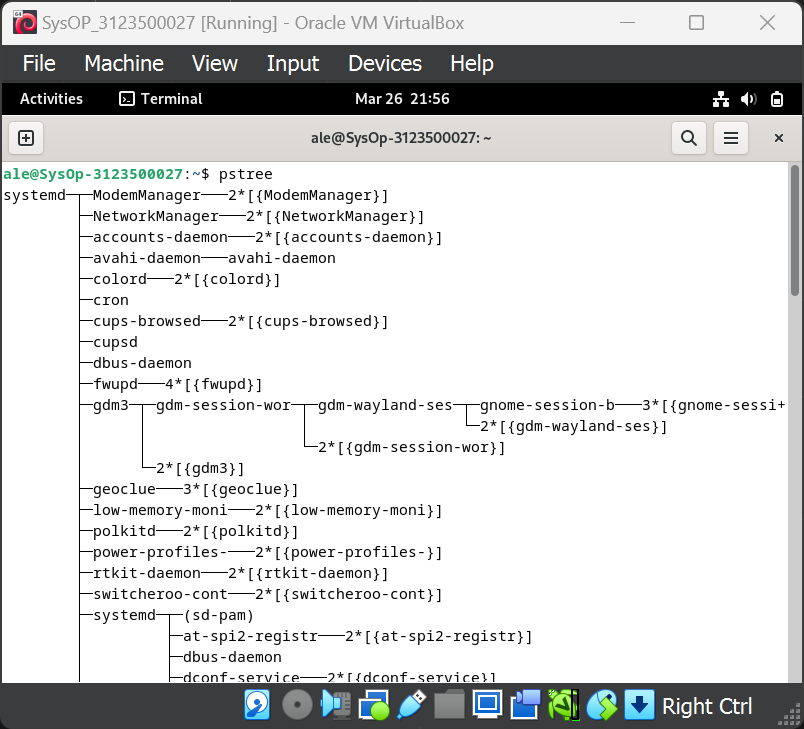 SysOP_3123500027 [Running] - Oracle VM VirtualBox
File Machine View Input Devices Help
Activities Terminal Mar 26 21:56
ale@SysOp-3123500027: ~
ale@SysOp-3123500027:~$ pstree
systemd─┬─ModemManager───2*[{ModemManager}]
├─NetworkManager───2*[{NetworkManager}]
├─accounts-daemon───2*[{accounts-daemon}]
├─avahi-daemon───avahi-daemon
├─colord───2*[{colord}]
├─cron
├─cups-browsed───2*[{cups-browsed}]
├─cupsd
├─dbus-daemon
├─fwupd───4*[{fwupd}]
├─gdm3─┬─gdm-session-wor─┬─gdm-wayland-ses─┬─gnome-session-b───3*[{gnome-sessi+
│      │                 │                 └─2*[{gdm-wayland-ses}]
│      │                 └─2*[{gdm-session-wor}]
│      └─2*[{gdm3}]
├─geoclue───3*[{geoclue}]
├─low-memory-moni───2*[{low-memory-moni}]
├─polkitd───2*[{polkitd}]
├─power-profiles-───2*[{power-profiles-}]
├─rtkit-daemon───2*[{rtkit-daemon}]
├─switcheroo-cont───2*[{switcheroo-cont}]
├─systemd─┬─(sd-pam)
│         ├─at-spi2-registr───2*[{at-spi2-registr}]
│         ├─dbus-daemon
│         ├─dconf-service───2*[{dconf-service}]
Right Ctrl